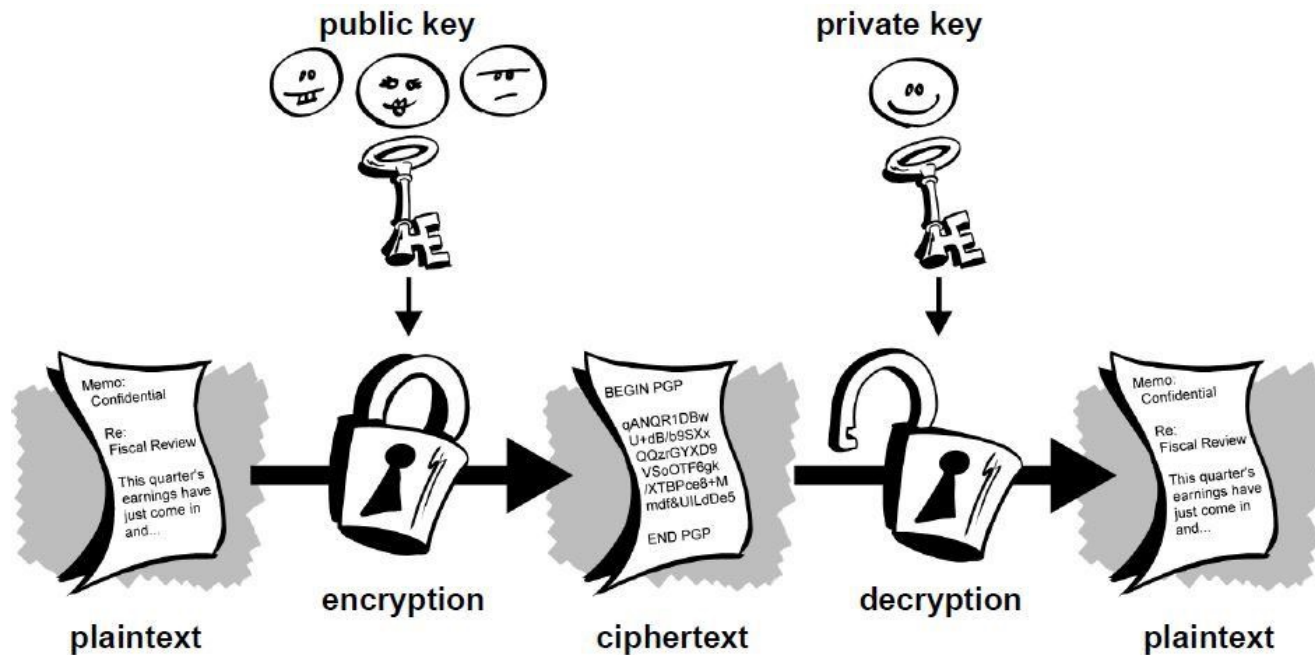 public key
private key
Memo:
Confidential
Re:
Fiscal Review
This quarter's
earnings have
just come in
and...
BEGIN PGP
qANQR1DBw
U+dB/b9SXx
QQzrGYXD9
VSoOTF6gk
/XTBPce8+M
mdf&UILdDe5
END PGP
Memo:
Confidential
Re:
Fiscal Review
This quarter's
earnings have
just come in
and...
encryption
decryption
plaintext
ciphertext
plaintext